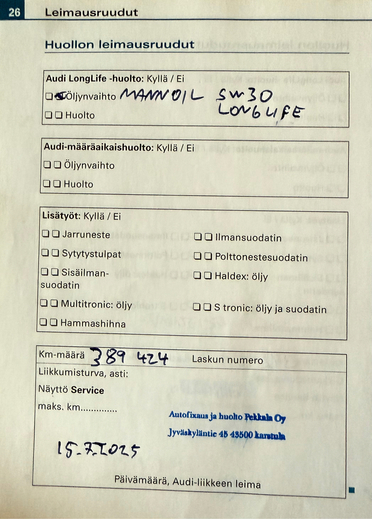 26 Leimausruudut
Huollon leimausruudut
Audi LongLife -huolto: Kyllä / Ei
Öljynvaihto MANNOIL 5W30
Huolto LONGLIFE
Audi-määräaikaishuolto: Kyllä / Ei
Öljynvaihto
Huolto
Lisätyöt: Kyllä / Ei
Jarruneste
Ilmansuodatin
Sytytystulpat
Polttonestesuodatin
Sisäilman-
suodatin
Haldex: öljy
Multitronic: öljy
S tronic: öljy ja suodatin
Hammashihna
Km-määrä 389 424 Laskun numero
Liikkumisturva, asti:
Näyttö Service
maks. km..............
Autofixaus ja huolto Pekkala Oy
Jyväskyläntie 45 43500 karstula
15.7.2025
Päivämäärä, Audi-liikkeen leima